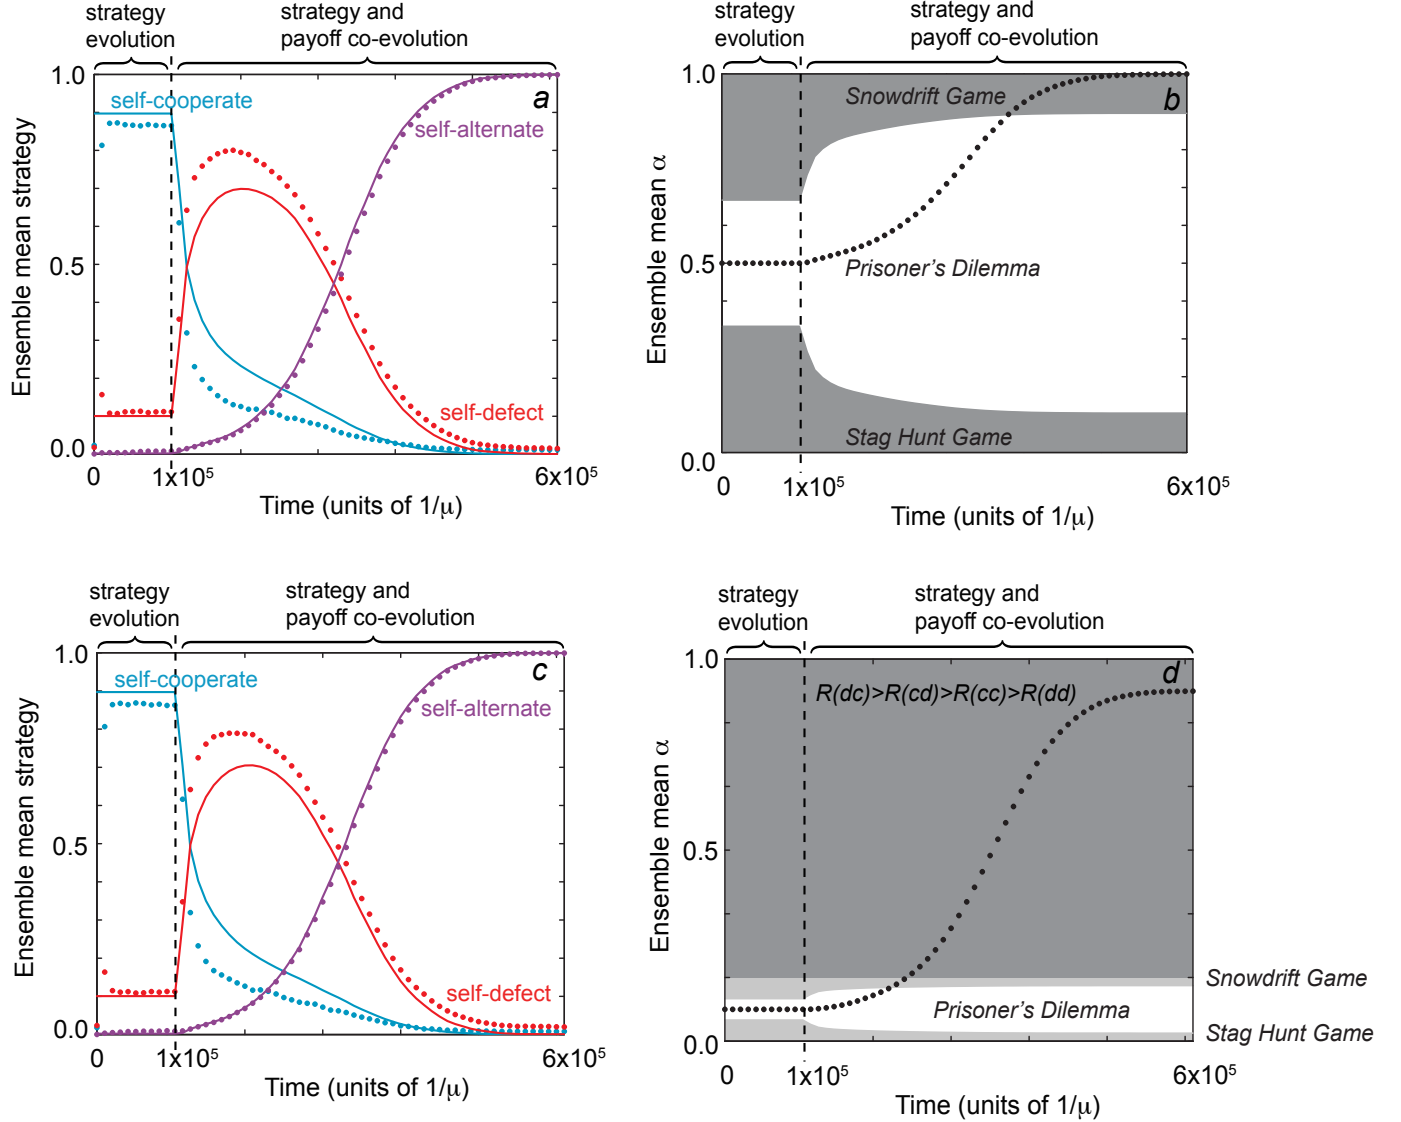 strategy
evolution
strategy and
payoff co-evolution
1.0
0.5
0.0
Ensemble mean strategy
self-cooperate
a
self-alternate
self-defect
0
1x10⁵
6x10⁵
Time (units of 1/μ)
strategy
evolution
strategy and
payoff co-evolution
1.0
0.5
0.0
Ensemble mean α
Snowdrift Game
b
Prisoner's Dilemma
Stag Hunt Game
0
1x10⁵
6x10⁵
Time (units of 1/μ)
strategy
evolution
strategy and
payoff co-evolution
1.0
0.5
0.0
Ensemble mean strategy
self-cooperate
c
self-alternate
self-defect
0
1x10⁵
6x10⁵
Time (units of 1/μ)
strategy
evolution
strategy and
payoff co-evolution
1.0
0.5
0.0
Ensemble mean α
R(dc)>R(cd)>R(cc)>R(dd)
d
Snowdrift Game
Prisoner's Dilemma
Stag Hunt Game
0
1x10⁵
6x10⁵
Time (units of 1/μ)